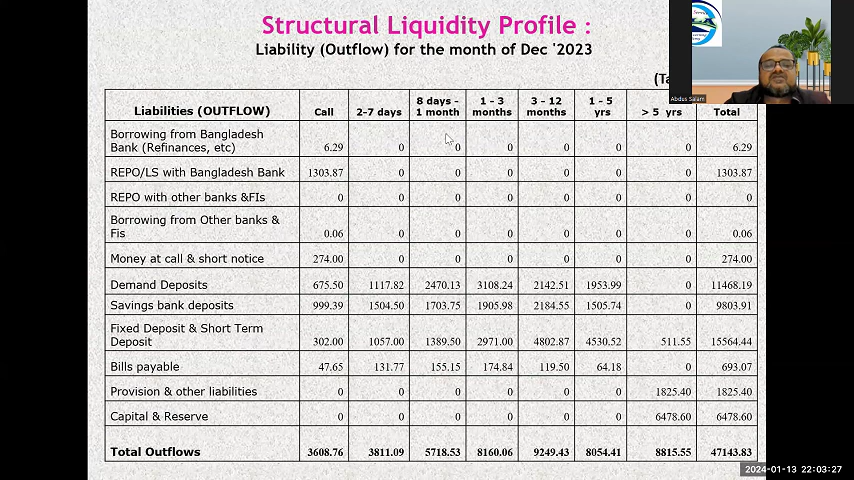 Structural Liquidity Profile :
Liability (Outflow) for the month of Dec '2023
Liabilities (OUTFLOW) Call 2-7 days 8 days - 1 month 1 - 3 months 3 - 12 months 1 - 5 yrs > 5 yrs Total
Borrowing from Bangladesh
Bank (Refinances, etc) 6.29 0 0 0 0 0 0 6.29
REPO/LS with Bangladesh Bank 1303.87 0 0 0 0 0 0 1303.87
REPO with other banks &FIs 0 0 0 0 0 0 0 0
Borrowing from Other banks &
Fis 0.06 0 0 0 0 0 0 0.06
Money at call & short notice 274.00 0 0 0 0 0 0 274.00
Demand Deposits 675.50 1117.82 2470.13 3108.24 2142.51 1953.99 0 11468.19
Savings bank deposits 999.39 1504.50 1703.75 1905.98 2184.55 1505.74 0 9803.91
Fixed Deposit & Short Term
Deposit 302.00 1057.00 1389.50 2971.00 4802.87 4530.52 511.55 15564.44
Bills payable 47.65 131.77 155.15 174.84 119.50 64.18 0 693.07
Provision & other liabilities 0 0 0 0 0 0 1825.40 1825.40
Capital & Reserve 0 0 0 0 0 0 6478.60 6478.60
Total Outflows 3608.76 3811.09 5718.53 8160.06 9249.43 8054.41 8815.55 47143.83
Abdus Salam
2024-01-13 22:03:27